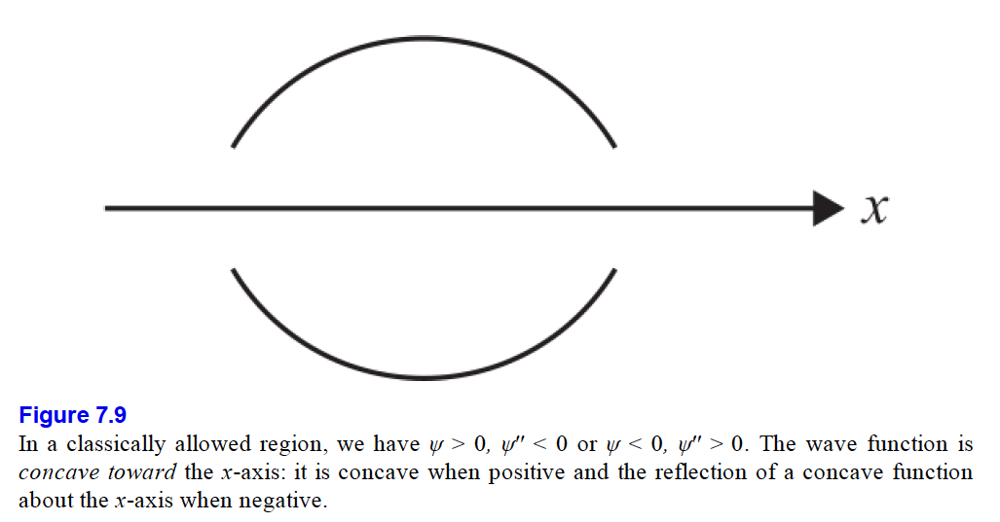 x
Figure 7.9
In a classically allowed region, we have ψ > 0, ψ″ < 0 or ψ < 0, ψ″ > 0. The wave function is
concave toward the x-axis: it is concave when positive and the reflection of a concave function
about the x-axis when negative.